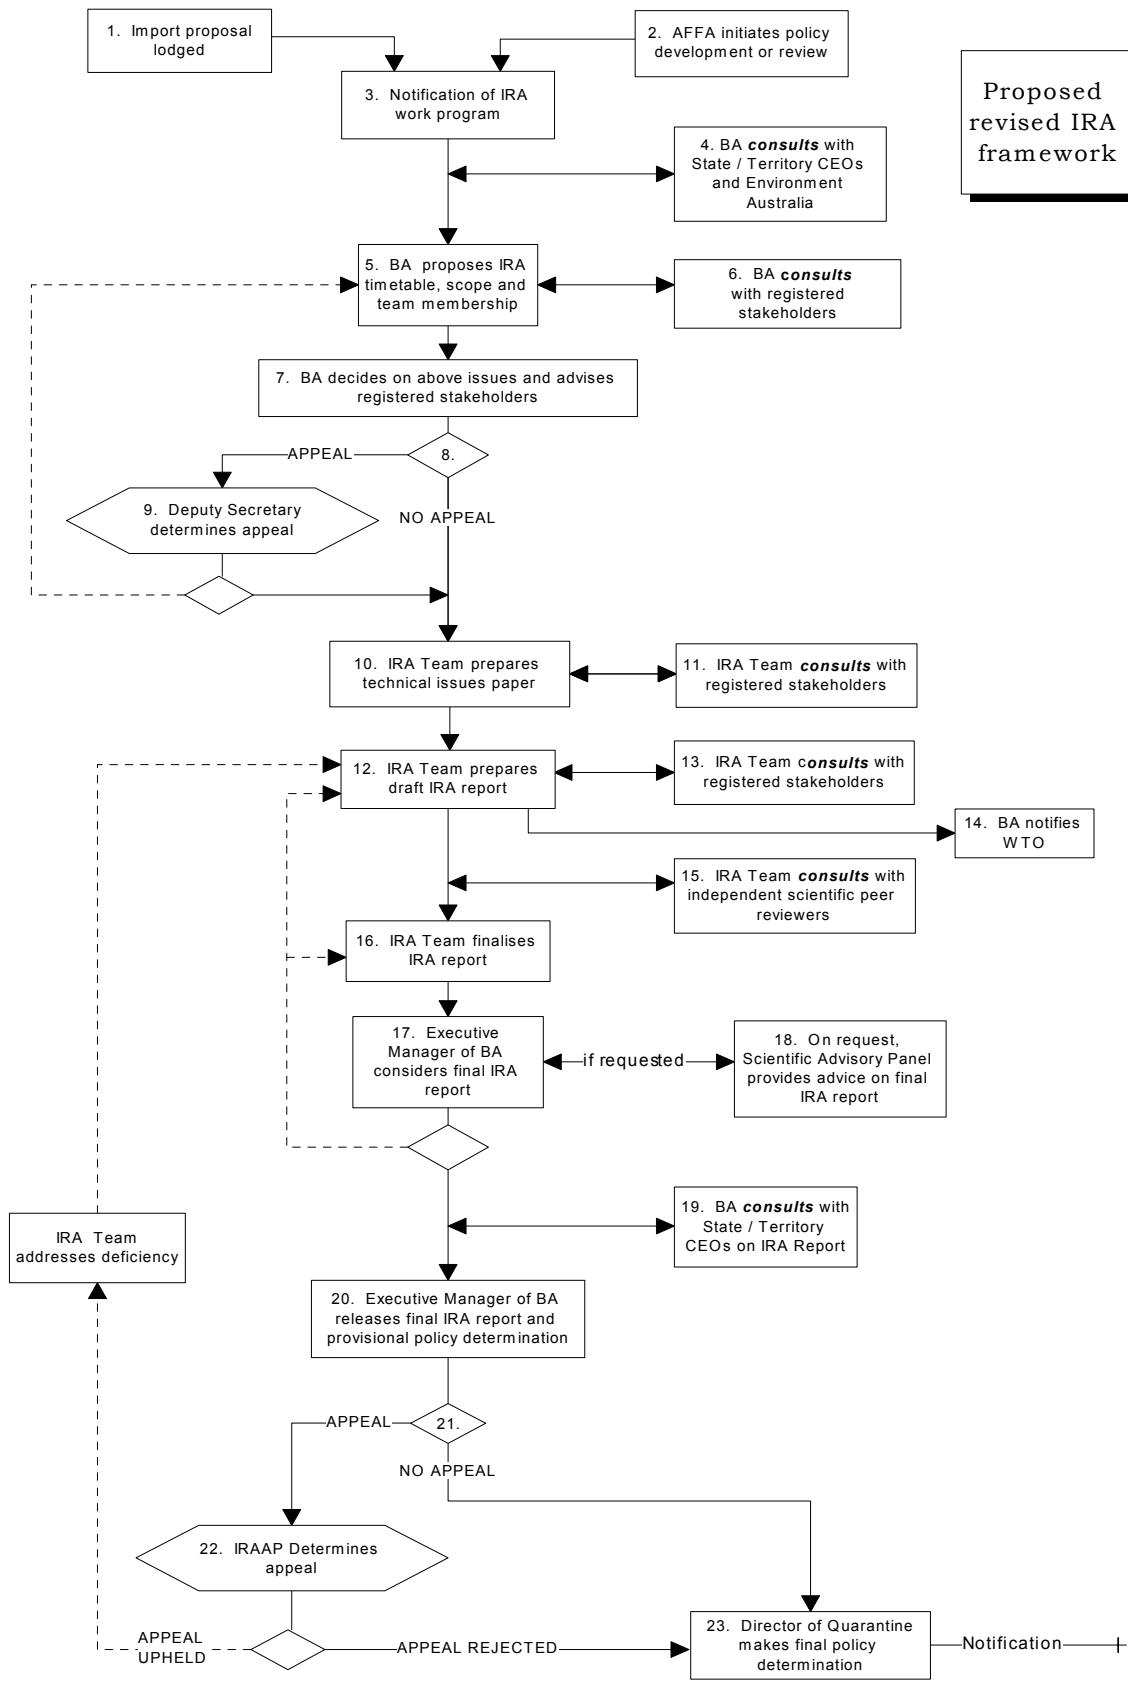 1. Import proposal
lodged
2. AFFA initiates policy
development or review
Proposed
revised IRA
framework
3. Notification of IRA
work program
4. BA consults with
State / Territory CEOs
and Environment
Australia
5. BA proposes IRA
timetable, scope and
team membership
6. BA consults
with registered
stakeholders
7. BA decides on above issues and advises
registered stakeholders
8.
APPEAL
9. Deputy Secretary
determines appeal
NO APPEAL
10. IRA Team prepares
technical issues paper
11. IRA Team consults with
registered stakeholders
12. IRA Team prepares
draft IRA report
13. IRA Team consults with
registered stakeholders
14. BA notifies
WTO
15. IRA Team consults with
independent scientific peer
reviewers
16. IRA Team finalises
IRA report
17. Executive
Manager of BA
considers final IRA
report
if requested
18. On request,
Scientific Advisory Panel
provides advice on final
IRA report
19. BA consults with
State / Territory
CEOs on IRA Report
IRA Team
addresses deficiency
20. Executive Manager of BA
releases final IRA report and
provisional policy determination
21.
APPEAL
NO APPEAL
22. IRAAP Determines
appeal
APPEAL
UPHELD
APPEAL REJECTED
23. Director of Quarantine
makes final policy
determination
Notification